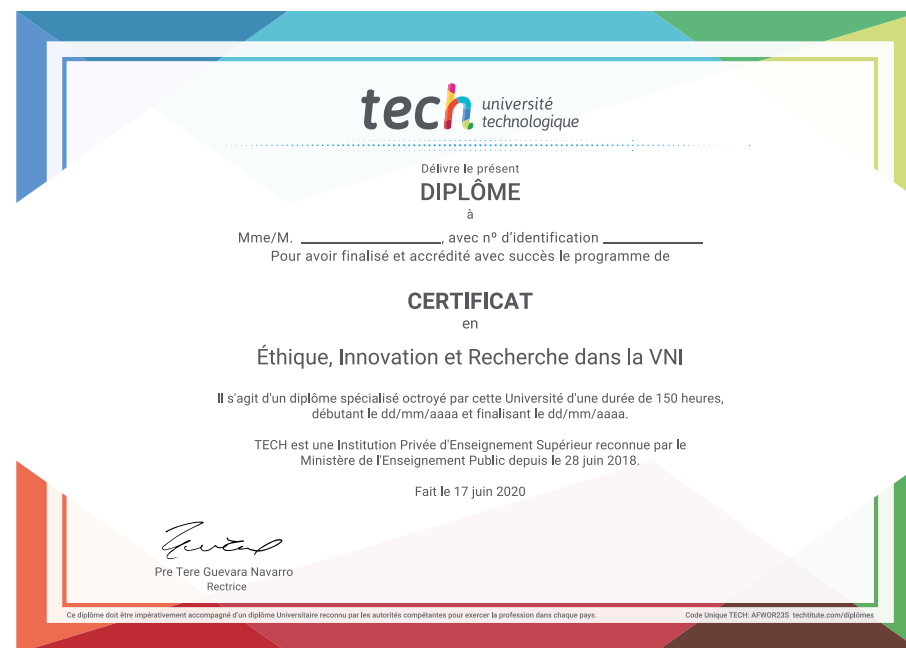 tech université
technologique
Délivre le présent
DIPLÔME
à
Mme/M. ____________________, avec nº d'identification ______________
Pour avoir finalisé et accrédité avec succès le programme de
CERTIFICAT
en
Éthique, Innovation et Recherche dans la VNI
Il s'agit d'un diplôme spécialisé octroyé par cette Université d'une durée de 150 heures,
débutant le dd/mm/aaaa et finalisant le dd/mm/aaaa.
TECH est une Institution Privée d'Enseignement Supérieur reconnue par le
Ministère de l'Enseignement Public depuis le 28 juin 2018.
Fait le 17 juin 2020
Pre Tere Guevara Navarro
Rectrice
Ce diplôme doit être impérativement accompagné d'un diplôme Universitaire reconnu par les autorités compétantes pour exercer la profession dans chaque pays.
Code Unique TECH: AFWOR23S techtitute.com/diplômes